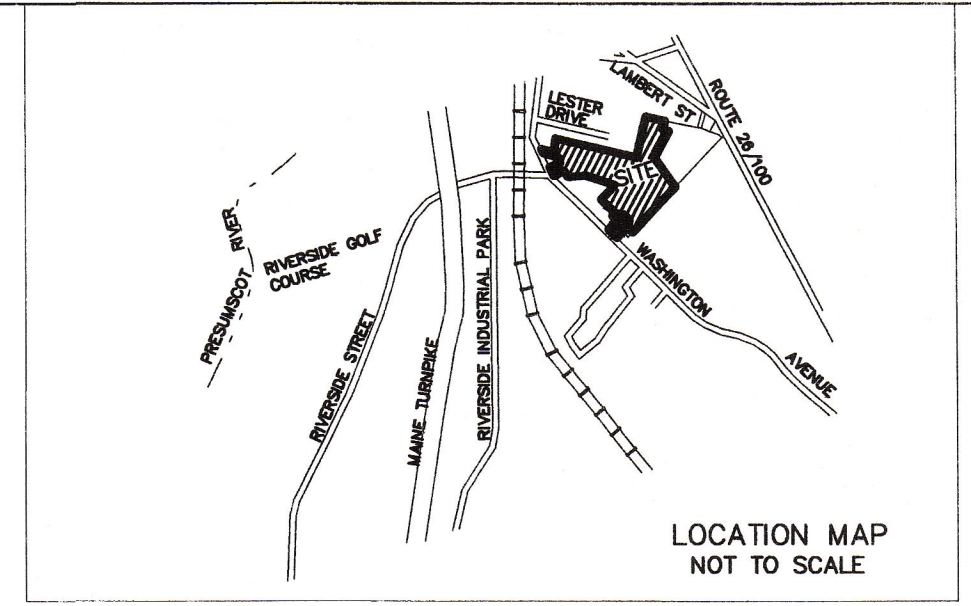 LAMBERT ST
ROUTE 26/100
LESTER
DRIVE
SITE
PRESUMSCOT RIVER
RIVERSIDE GOLF
COURSE
RIVERSIDE STREET
MAINE TURNPIKE
RIVERSIDE INDUSTRIAL PARK
WASHINGTON
AVENUE
LOCATION MAP
NOT TO SCALE